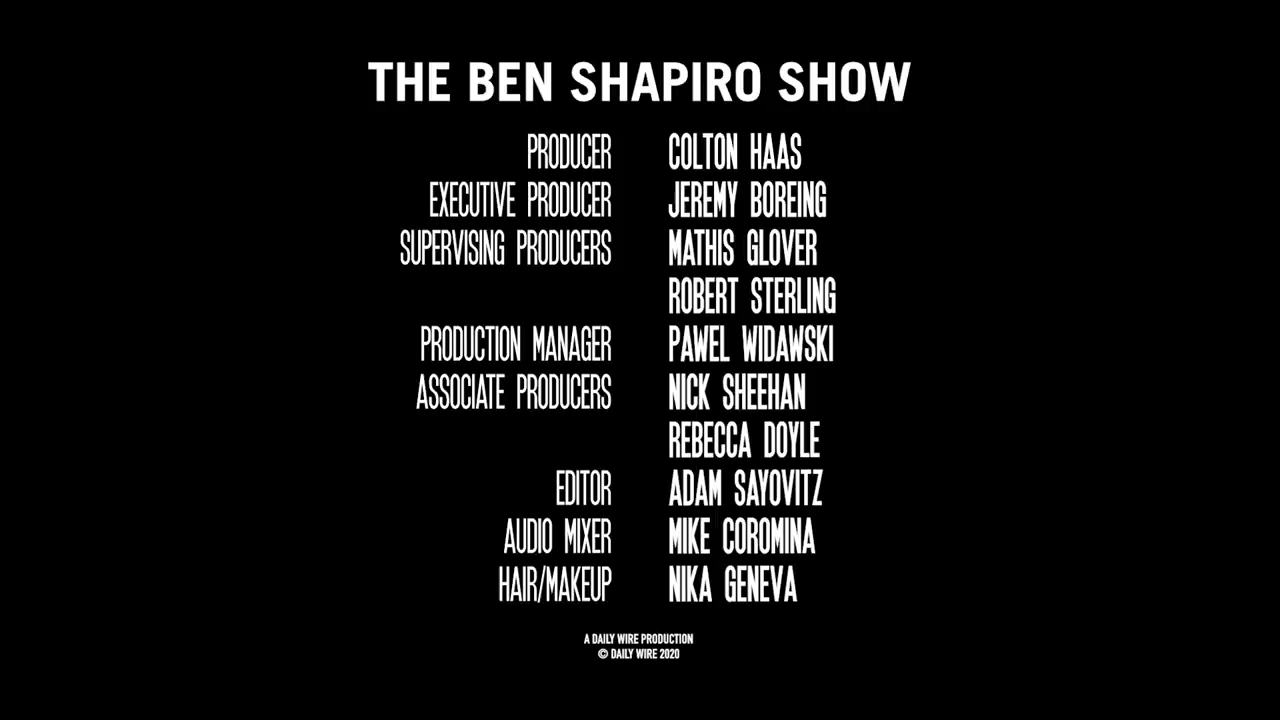 THE BEN SHAPIRO SHOW
PRODUCER COLTON HAAS
EXECUTIVE PRODUCER JEREMY BOREING
SUPERVISING PRODUCERS MATHIS GLOVER
ROBERT STERLING
PRODUCTION MANAGER PAWEL WIDAWSKI
ASSOCIATE PRODUCERS NICK SHEEHAN
REBECCA DOYLE
EDITOR ADAM SAYOVITZ
AUDIO MIXER MIKE COROMINA
HAIR/MAKEUP NIKA GENEVA
A DAILY WIRE PRODUCTION
© DAILY WIRE 2020